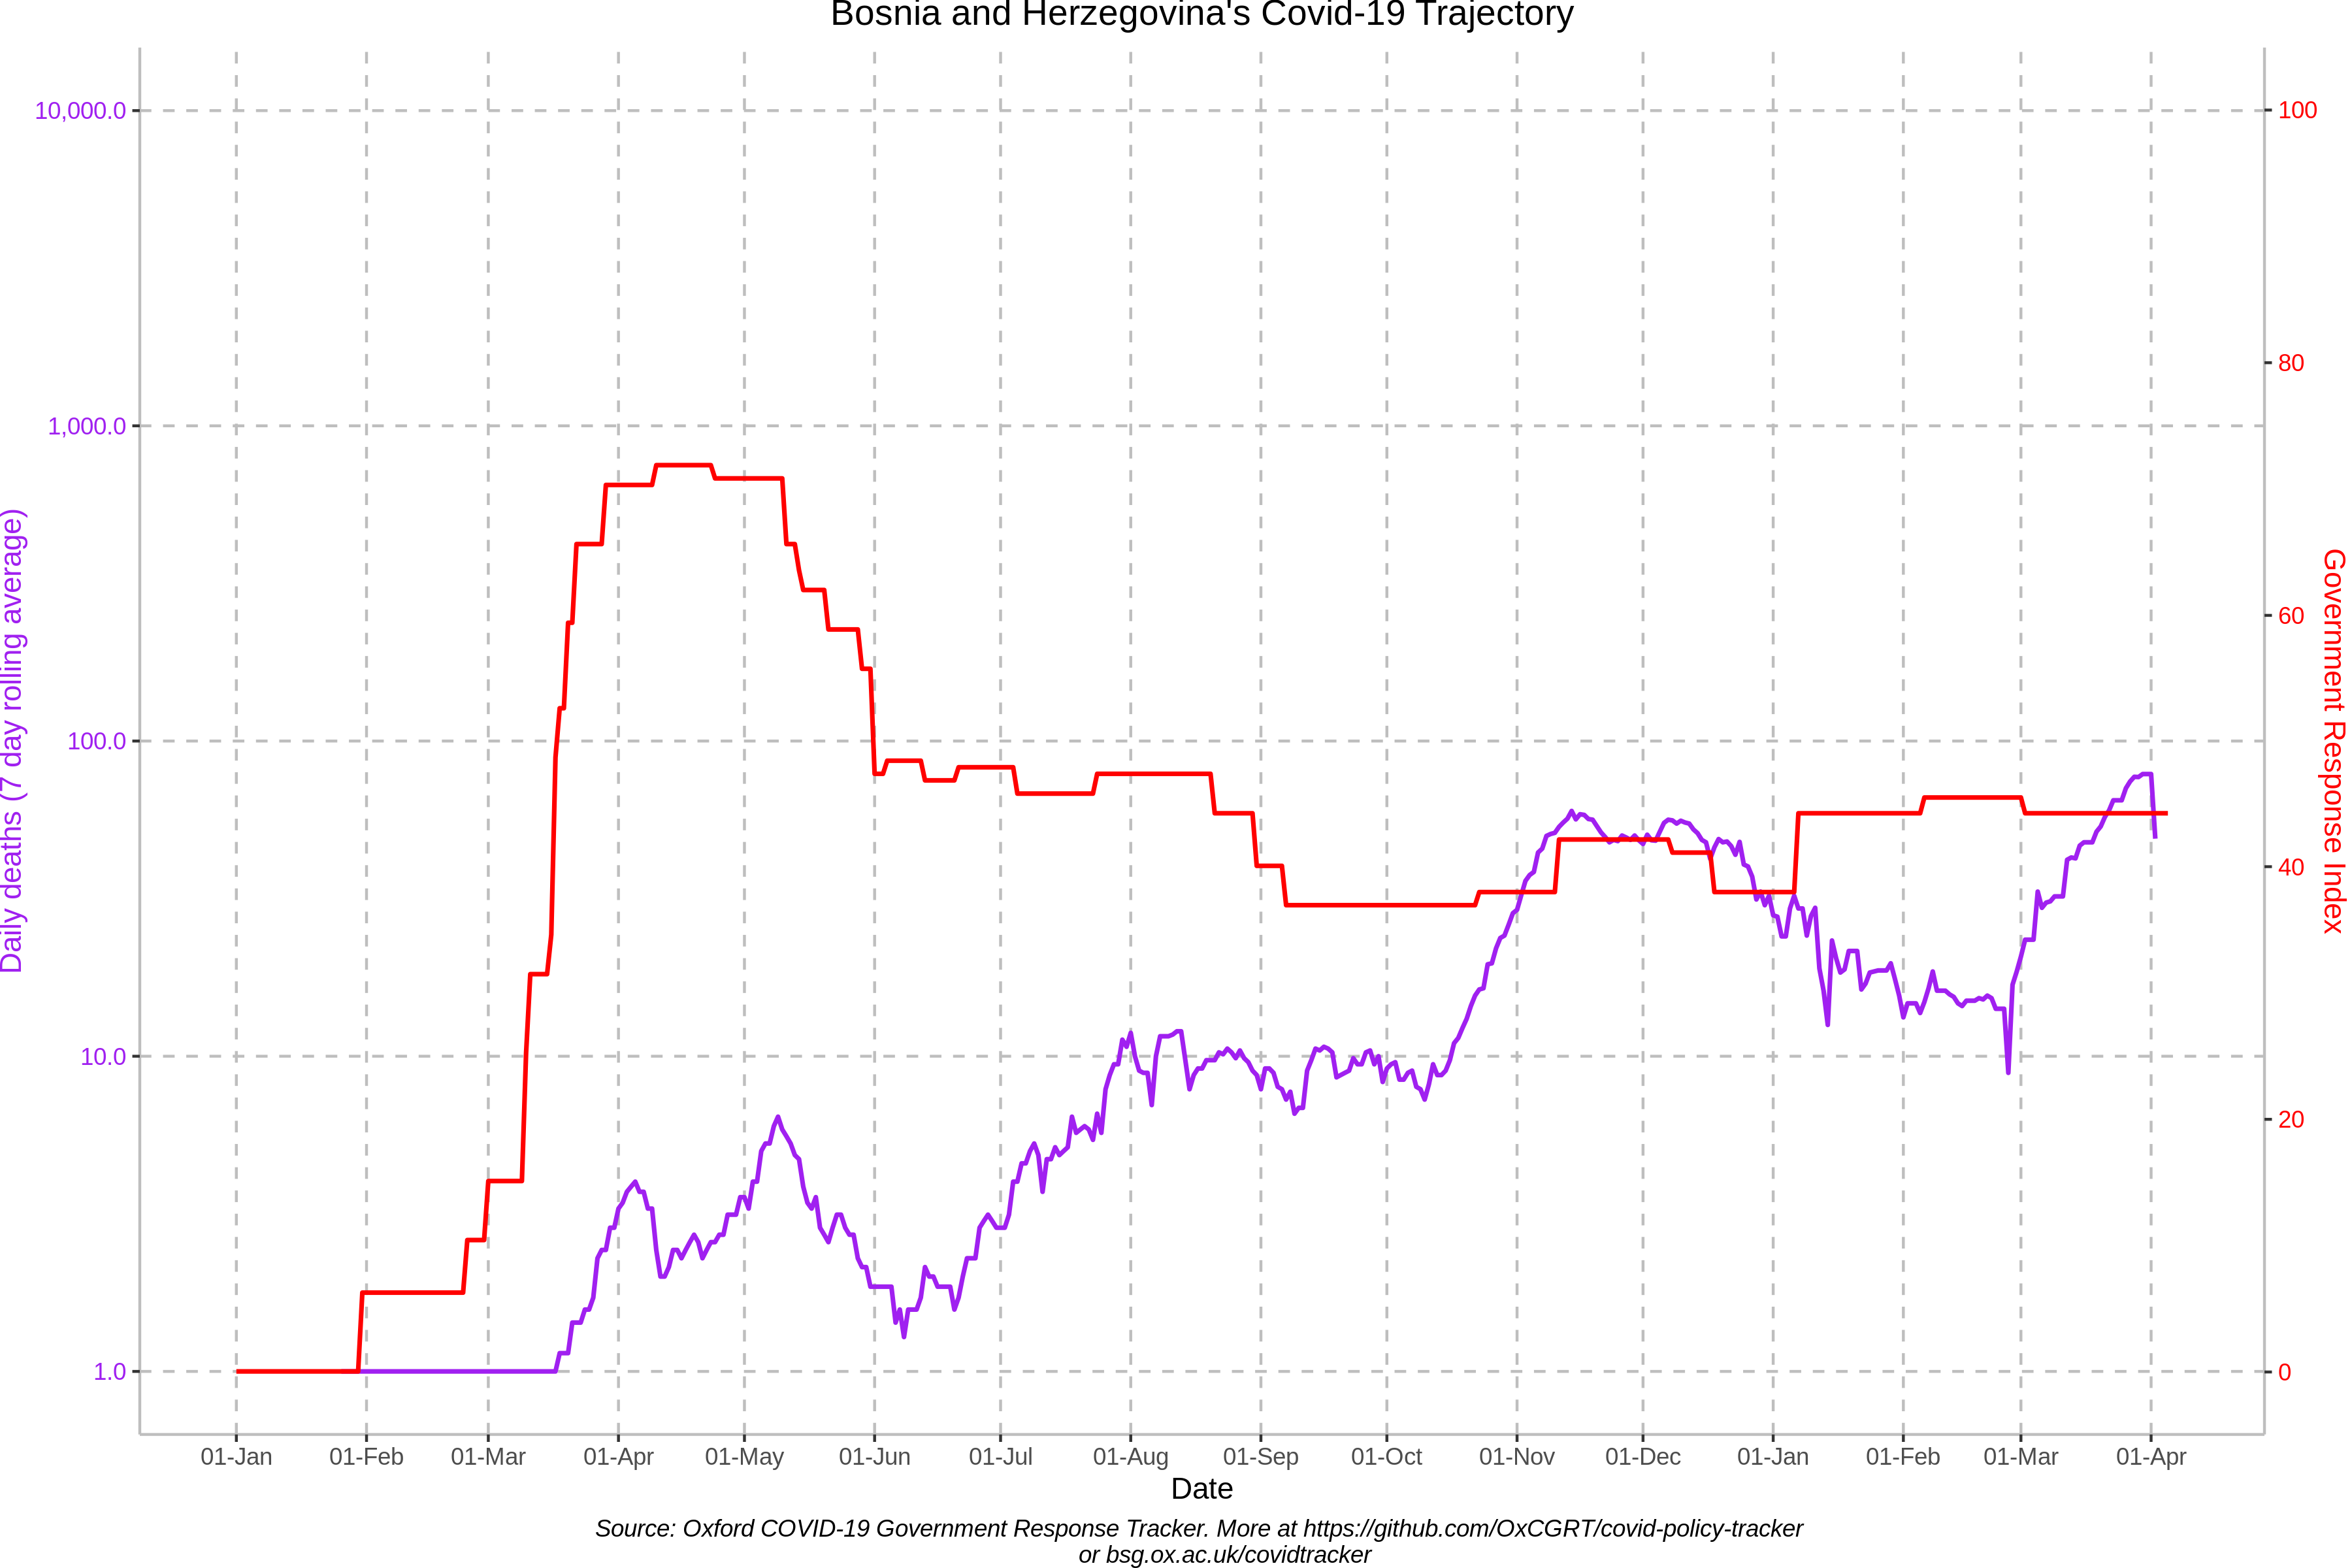 Bosnia and Herzegovina's Covid-19 Trajectory
Daily deaths (7 day rolling average)
10,000.0
1,000.0
100.0
10.0
1.0
100
80
60
40
20
0
Government Response Index
01-Jan 01-Feb 01-Mar 01-Apr 01-May 01-Jun 01-Jul 01-Aug 01-Sep 01-Oct 01-Nov 01-Dec 01-Jan 01-Feb 01-Mar 01-Apr
Date
Source: Oxford COVID-19 Government Response Tracker. More at https://github.com/OxCGRT/covid-policy-tracker
or bsg.ox.ac.uk/covidtracker